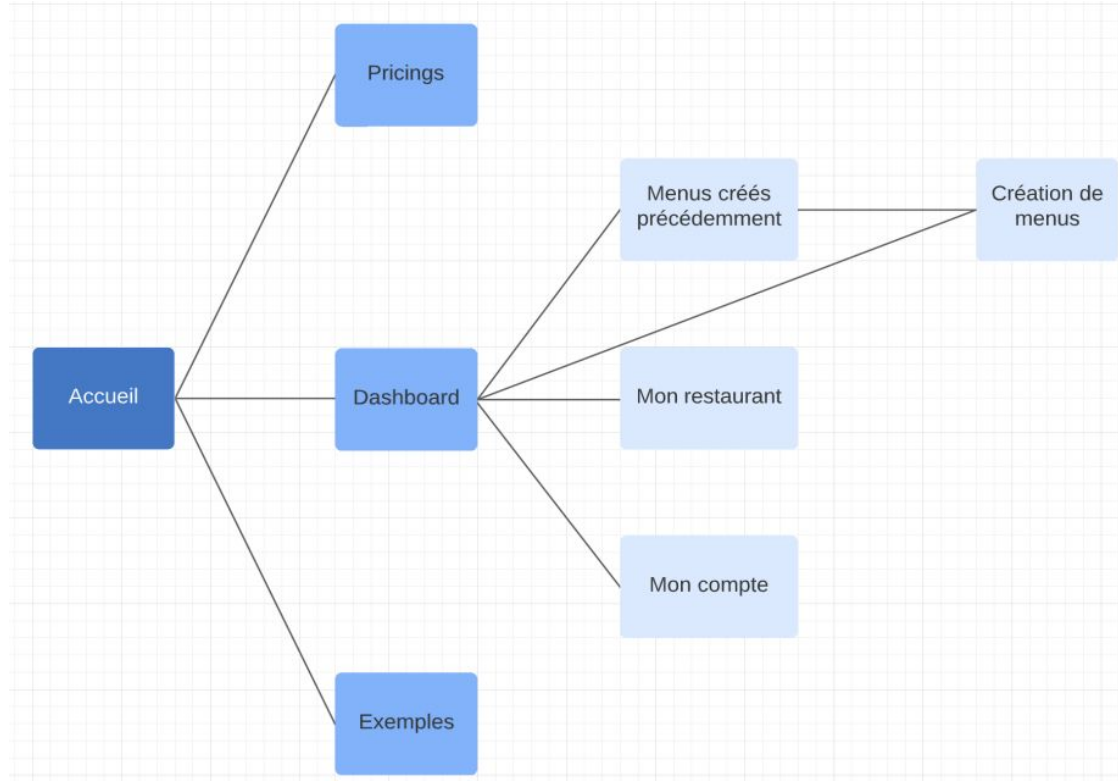 Pricings
Menus créés
précédemment
Création de
menus
Accueil
Dashboard
Mon restaurant
Mon compte
Exemples